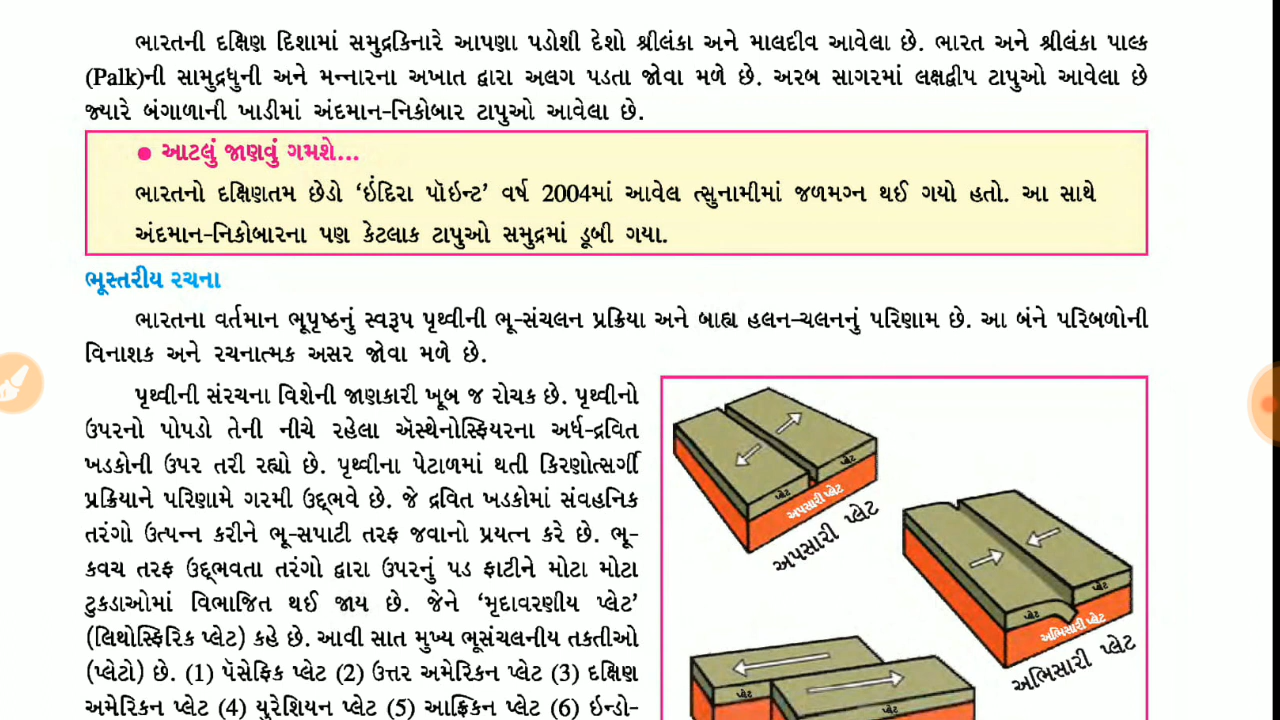 ભારતની દક્ષિણ દિશામાં સમુદ્રકિનારે આપણા પડોશી દેશો શ્રીલંકા અને માલદીવ આવેલા છે. ભારત અને શ્રીલંકા પાલ્ક
(Palk)ની સામુદ્રધુની અને મન્નારના અખાત દ્વારા અલગ પડતા જોવા મળે છે. અરબ સાગરમાં લક્ષદ્વીપ ટાપુઓ આવેલા છે
જ્યારે બંગાળાની ખાડીમાં અંદમાન-નિકોબાર ટાપુઓ આવેલા છે.
● આટલું જાણવું ગમશે...
ભારતનો દક્ષિણતમ છેડો ‘ઇંદિરા પૉઇન્ટ’ વર્ષ 2004માં આવેલ ત્સુનામીમાં જળમગ્ન થઈ ગયો હતો. આ સાથે
અંદમાન-નિકોબારના પણ કેટલાક ટાપુઓ સમુદ્રમાં ડૂબી ગયા.
ભૂસ્તરીય રચના
ભારતના વર્તમાન ભૂપૃષ્ઠનું સ્વરૂપ પૃથ્વીની ભૂ-સંચલન પ્રક્રિયા અને બાહ્ય હલન-ચલનનું પરિણામ છે. આ બંને પરિબળોની
વિનાશક અને રચનાત્મક અસર જોવા મળે છે.
પૃથ્વીની સંરચના વિશેની જાણકારી ખૂબ જ રોચક છે. પૃથ્વીનો
ઉપરનો પોપડો તેની નીચે રહેલા ઍસ્થેનોસ્ફિયરના અર્ધ-દ્રવિત
ખડકોની ઉપર તરી રહ્યો છે. પૃથ્વીના પેટાળમાં થતી કિરણોત્સર્ગી
પ્રક્રિયાને પરિણામે ગરમી ઉદ્ભવે છે. જે દ્રવિત ખડકોમાં સંવહનિક
તરંગો ઉત્પન્ન કરીને ભૂ-સપાટી તરફ જવાનો પ્રયત્ન કરે છે. ભૂ-
કવચ તરફ ઉદ્ભવતા તરંગો દ્વારા ઉપરનું પડ ફાટીને મોટા મોટા
ટુકડાઓમાં વિભાજિત થઈ જાય છે. જેને ‘મૃદાવરણીય પ્લેટ’
(લિથોસ્ફિરિક પ્લેટ) કહે છે. આવી સાત મુખ્ય ભૂસંચલનીય તકતીઓ
(પ્લેટો) છે. (1) પૅસેફિક પ્લેટ (2) ઉત્તર અમેરિકન પ્લેટ (3) દક્ષિણ
અમેરિકન પ્લેટ (4) યુરેશિયન પ્લેટ (5) આફ્રિકન પ્લેટ (6) ઇન્ડો-
પ્લેટ
પ્લેટ
અપસારી પ્લેટ
અપસારી પ્લેટ
પ્લેટ
પ્લેટ
અભિસારી પ્લેટ
અભિસારી પ્લેટ
પ્લેટ
પ્લેટ